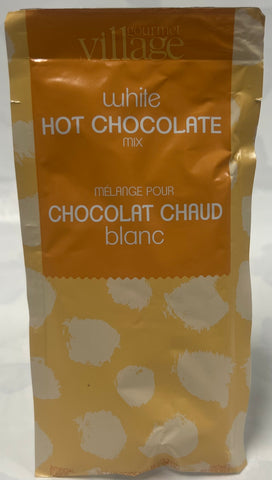 gourmet
village
white
HOT CHOCOLATE
MIX
MÉLANGE POUR
CHOCOLAT CHAUD
blanc